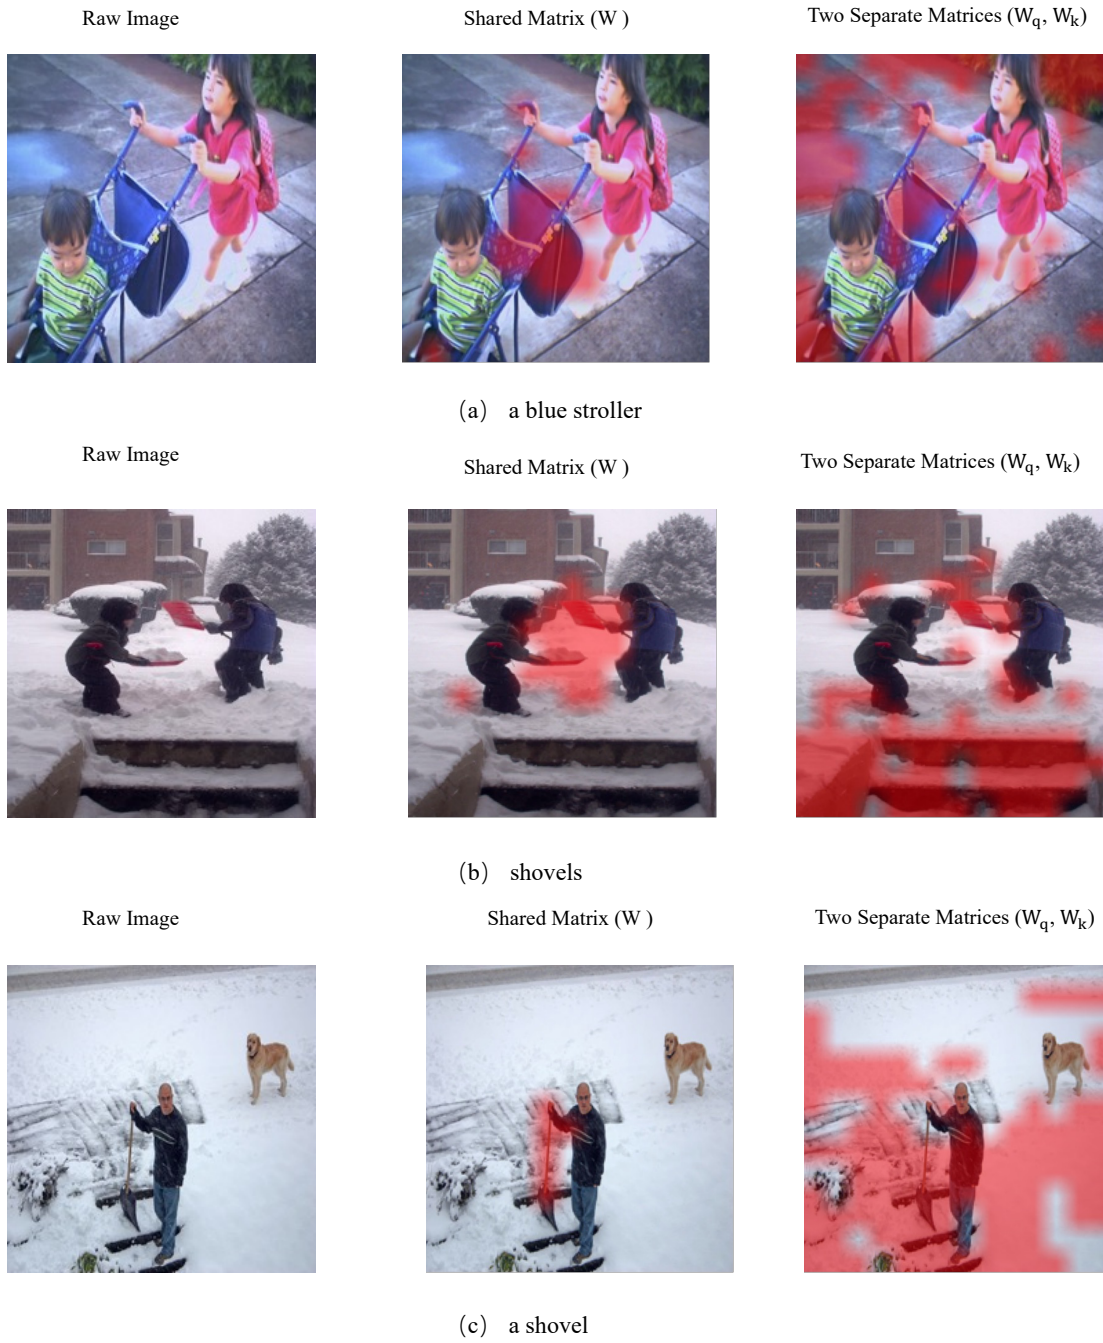 Raw Image Shared Matrix (W ) Two Separate Matrices (Wq, Wk)
(a) a blue stroller
Raw Image Shared Matrix (W ) Two Separate Matrices (Wq, Wk)
(b) shovels
Raw Image Shared Matrix (W ) Two Separate Matrices (Wq, Wk)
(c) a shovel